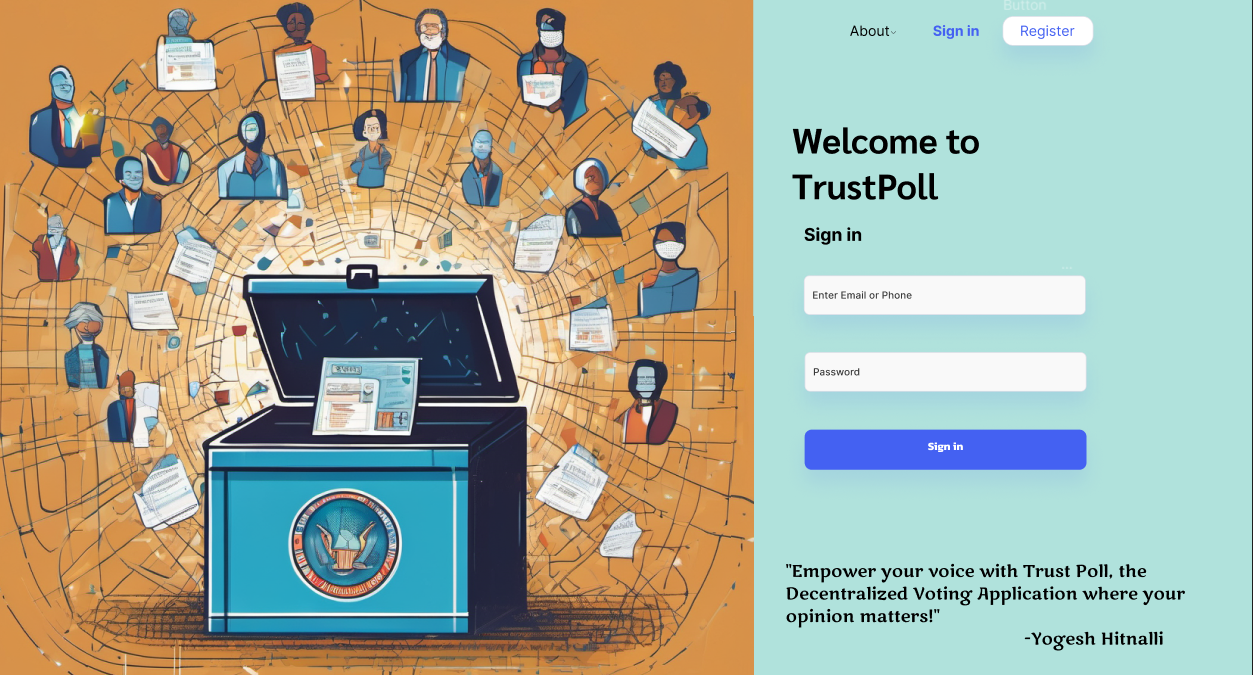 Button
About
Sign in
Register
Welcome to
TrustPoll
Sign in
Enter Email or Phone
Password
Sign in
"Empower your voice with Trust Poll, the
Decentralized Voting Application where your
opinion matters!"
-Yogesh Hitnalli